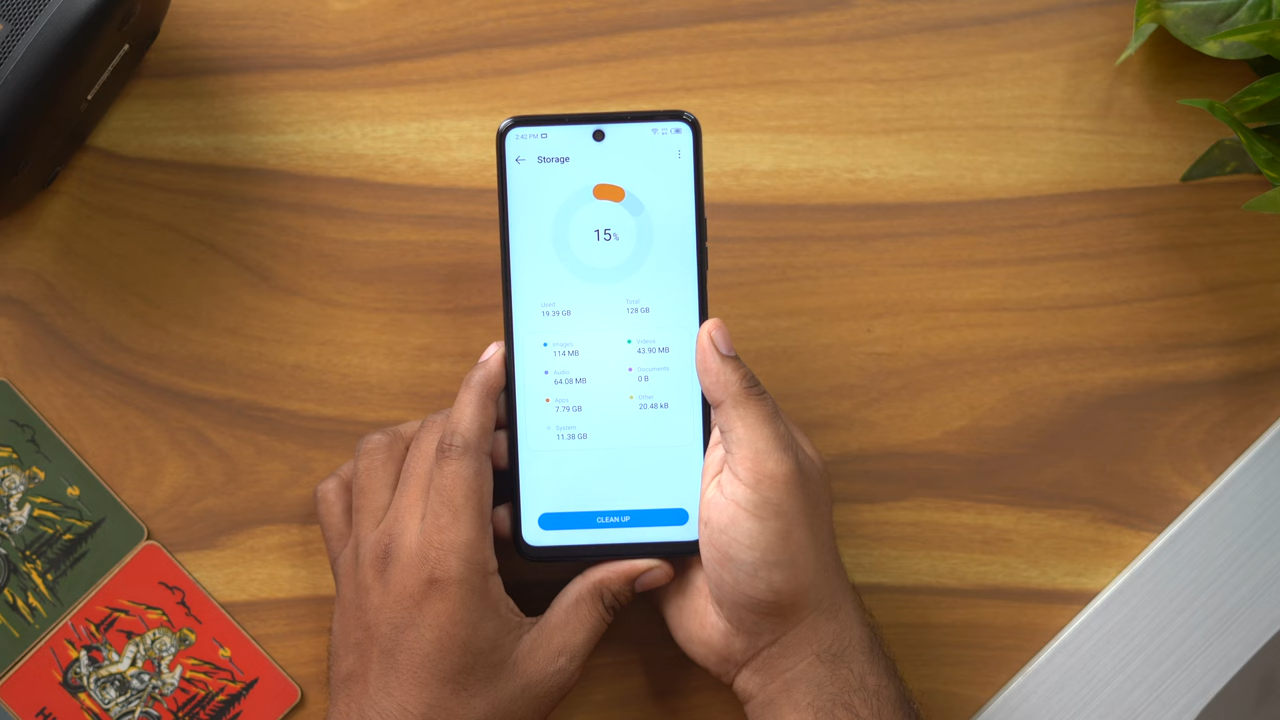 2:42 PM
Storage
15%
Used
Total
19.39 GB
128 GB
Images
Videos
114 MB
43.90 MB
Audio
Documents
64.08 MB
0 B
Apps
Other
7.79 GB
20.48 kB
System
11.38 GB
CLEAN UP